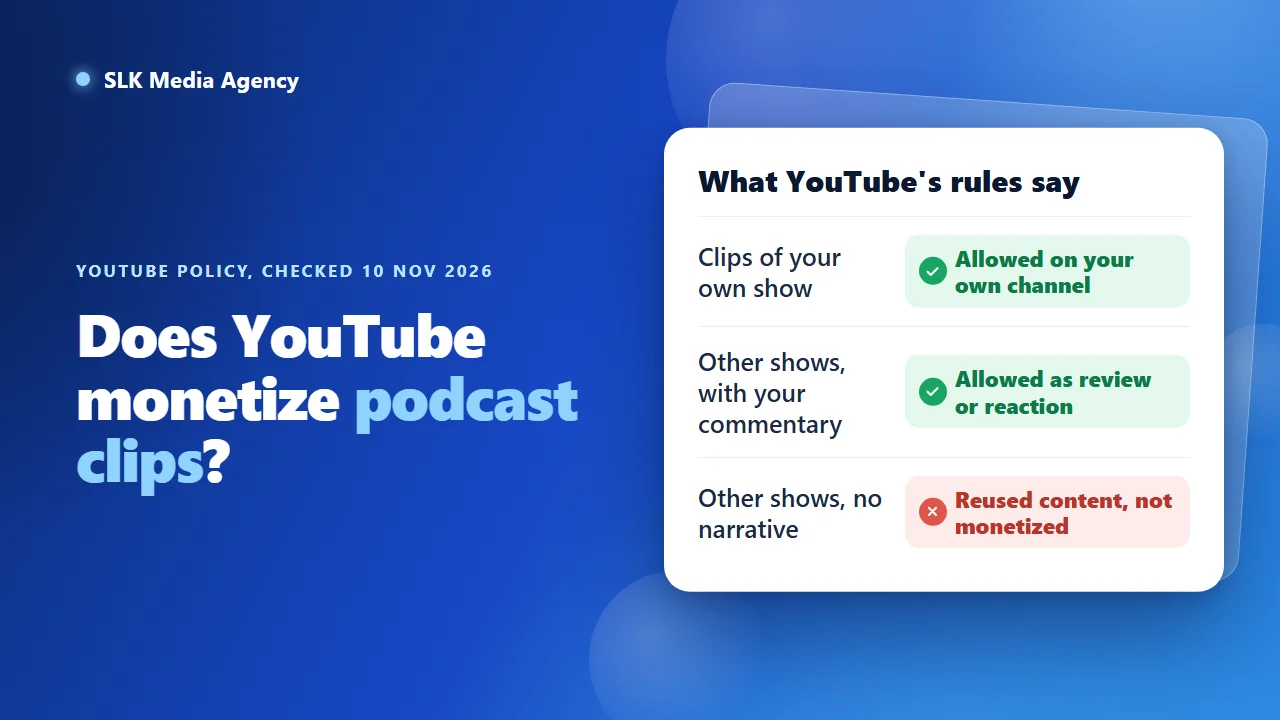 SLK Media Agency
YOUTUBE POLICY, CHECKED 10 NOV 2026
Does YouTube
monetize podcast
clips?
What YouTube's rules say
Clips of your
own show
Allowed on your
own channel
Other shows,
with your
commentary
Allowed as review
or reaction
Other shows, no
narrative
Reused content, not
monetized